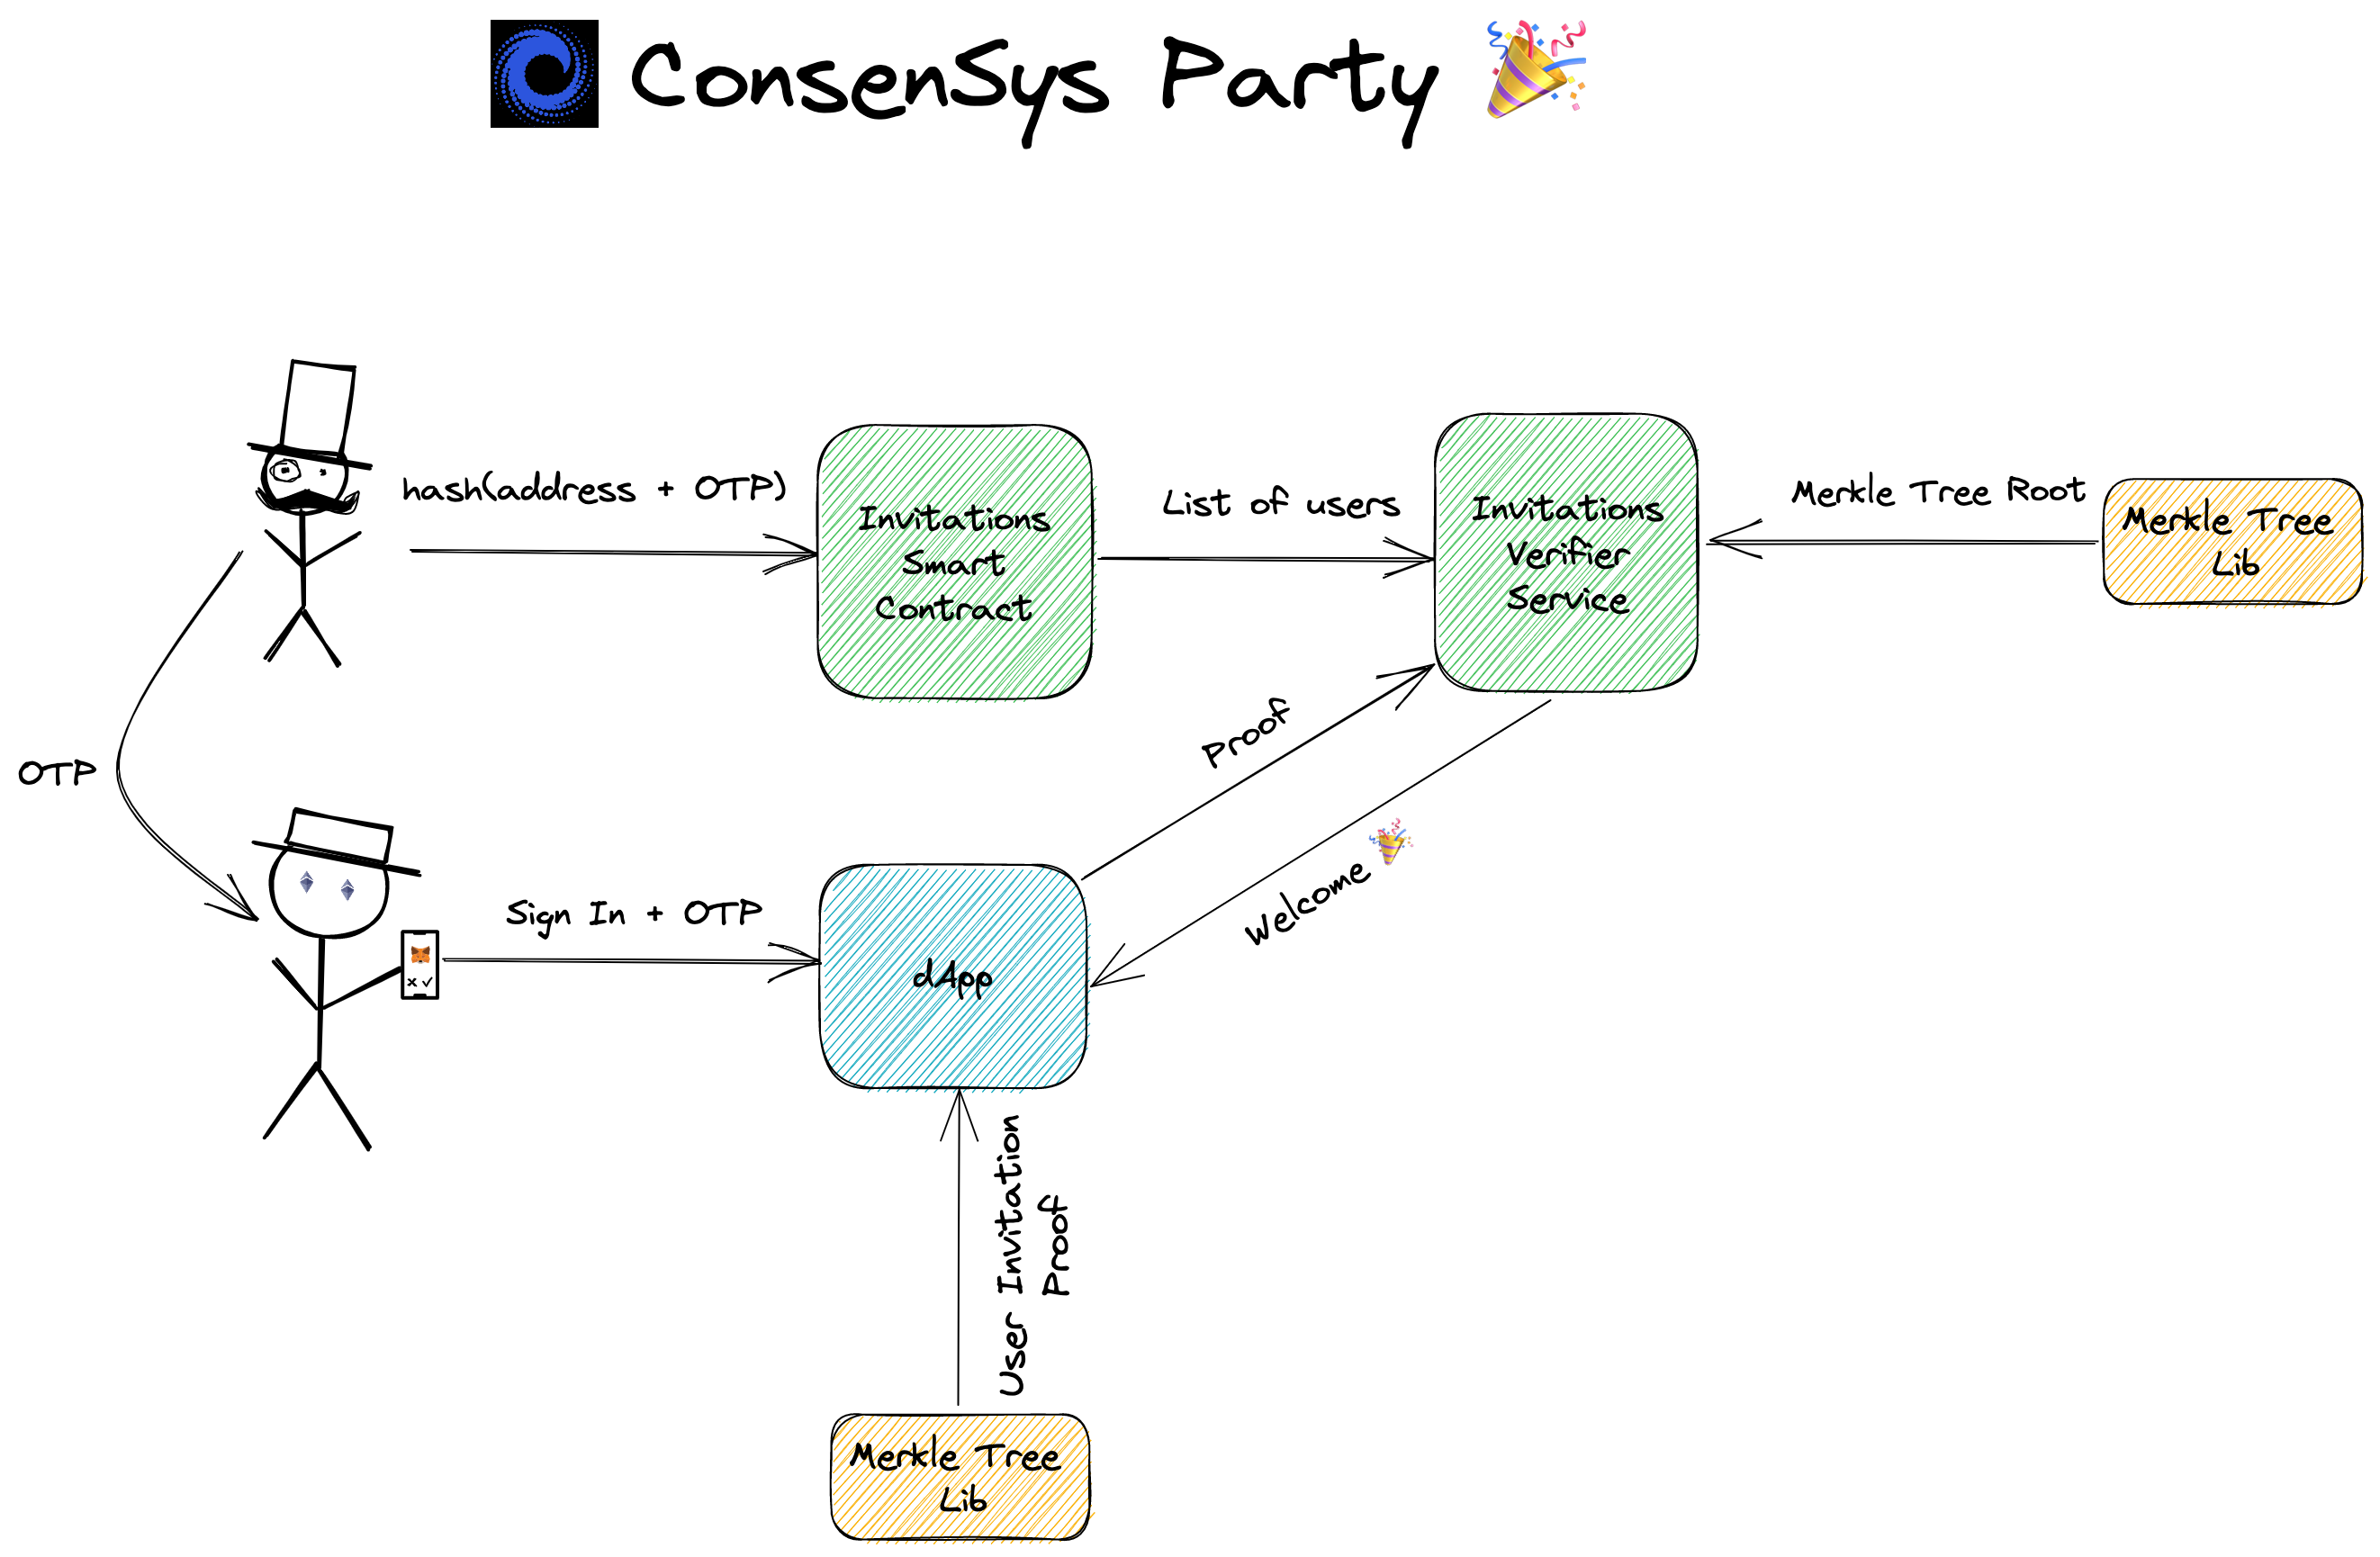 ConsenSys Party
hash(address + OTP)
Invitations
Smart
Contract
List of users
Invitations
Verifier
Service
Merkle Tree Root
Merkle Tree
Lib
OTP
Proof
Welcome
Sign In + OTP
dApp
User Invitation
Proof
Merkle Tree
Lib